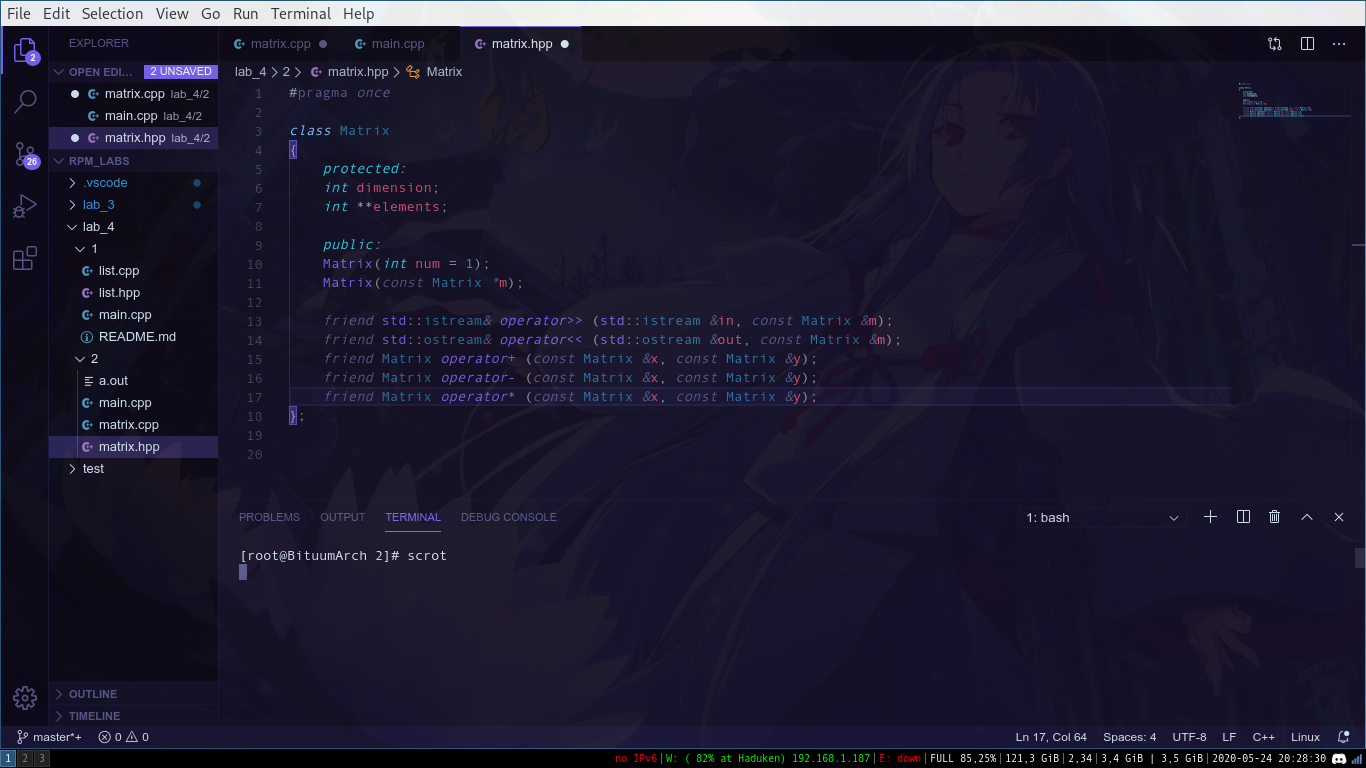 File Edit Selection View Go Run Terminal Help
2
EXPLORER
matrix.cpp
main.cpp
matrix.hpp
OPEN EDI... 2 UNSAVED
lab_4 2 matrix.hpp Matrix
matrix.cpp lab_4/2
main.cpp lab_4/2
matrix.hpp lab_4/2
26
RPM_LABS
.vscode
lab_3
lab_4
1
list.cpp
list.hpp
main.cpp
README.md
2
a.out
main.cpp
matrix.cpp
matrix.hpp
test
OUTLINE
TIMELINE
1 #pragma once
2
3 class Matrix
4 {
5 protected:
6 int dimension;
7 int **elements;
8
9 public:
10 Matrix(int num = 1);
11 Matrix(const Matrix *m);
12
13 friend std::istream& operator>> (std::istream &in, const Matrix &m);
14 friend std::ostream& operator<< (std::ostream &out, const Matrix &m);
15 friend Matrix operator+ (const Matrix &x, const Matrix &y);
16 friend Matrix operator- (const Matrix &x, const Matrix &y);
17 friend Matrix operator* (const Matrix &x, const Matrix &y);
18 };
19
20
PROBLEMS OUTPUT TERMINAL DEBUG CONSOLE 1: bash
[root@BituumArch 2]# scrot
master*+ 0 0 Ln 17, Col 64 Spaces: 4 UTF-8 LF C++ Linux
1 2 3 no IPv6|W: ( 82% at Haduken) 192.168.1.187|E: down|FULL 85,25%|121,3 GiB|2,34|3,4 GiB | 3,5 GiB|2020-05-24 20:28:30